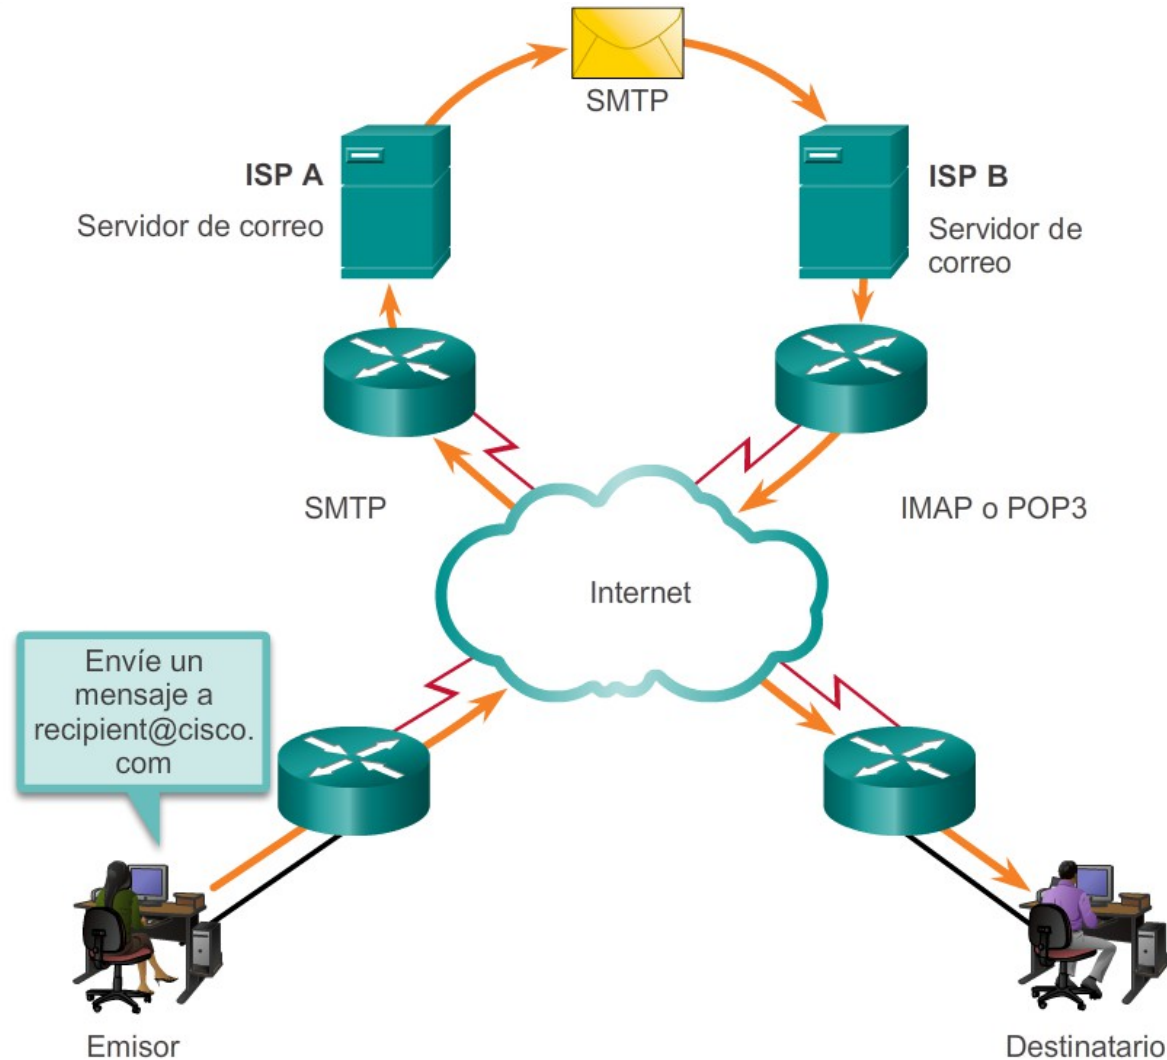 SMTP
ISP A
Servidor de correo
ISP B
Servidor de
correo
SMTP
IMAP o POP3
Internet
Envíe un
mensaje a
recipient@cisco.
com
Emisor
Destinatario